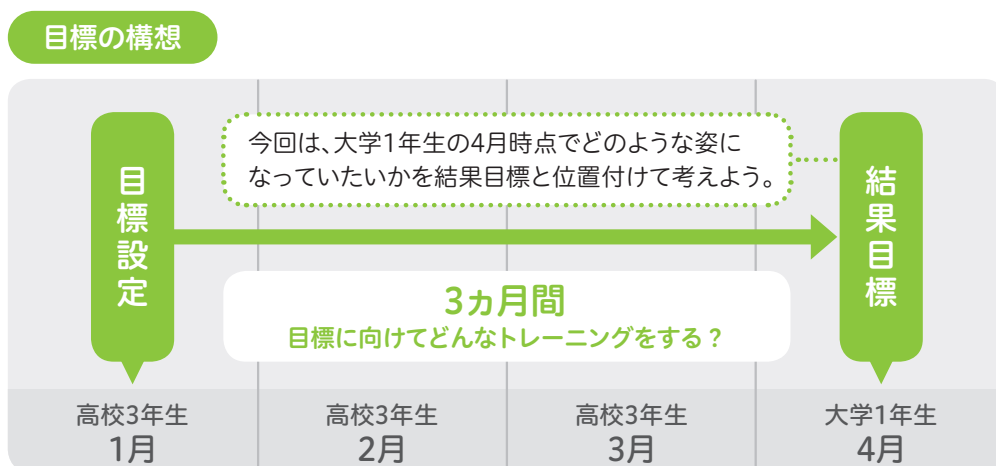 目標の構想
今回は、大学1年生の4月時点でどのような姿に
なっていたいかを結果目標と位置付けて考えよう。
目標設定
結果目標
3ヵ月間
目標に向けてどんなトレーニングをする？
高校3年生
1月
高校3年生
2月
高校3年生
3月
大学1年生
4月